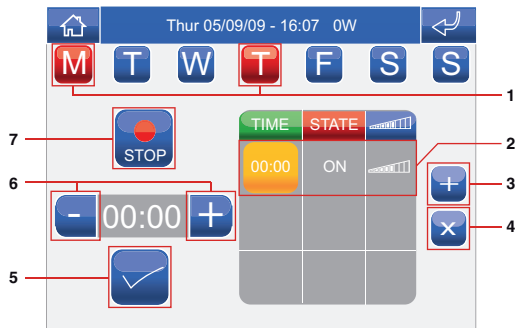 Thur 05/09/09 - 16:07 0W
M T W T F S S
1
7
STOP
TIME STATE
2
00:00 ON
6
3
- 00:00 +
+
x
4
5